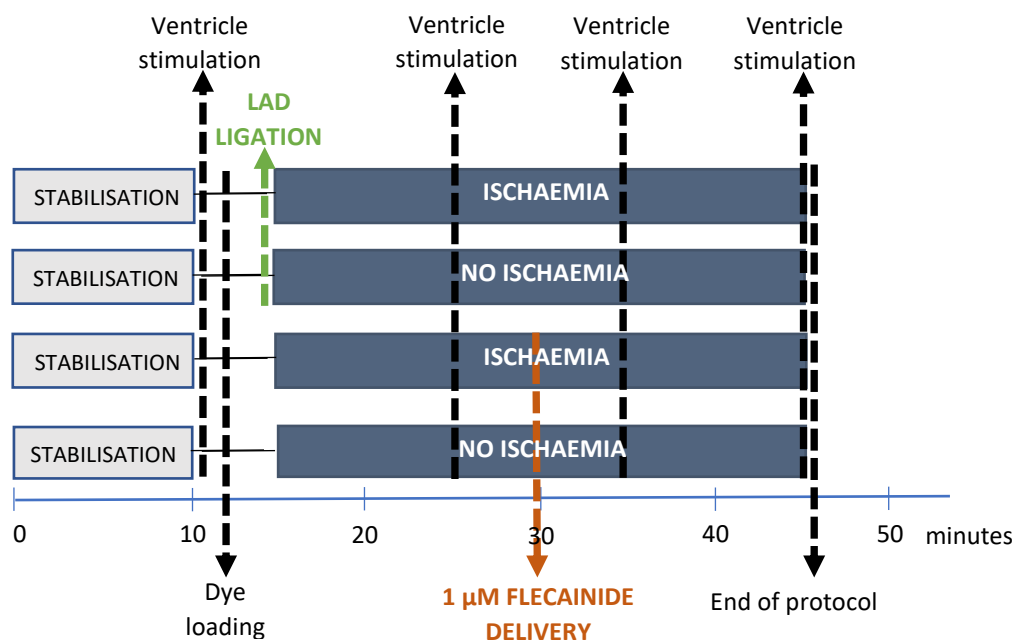 Ventricle
stimulation
Ventricle
stimulation
Ventricle
stimulation
Ventricle
stimulation
LAD
LIGATION
STABILISATION
ISCHAEMIA
STABILISATION
NO ISCHAEMIA
STABILISATION
ISCHAEMIA
STABILISATION
NO ISCHAEMIA
0 10 20 30 40 50 minutes
Dye
loading
1 µM FLECAINIDE
DELIVERY
End of protocol